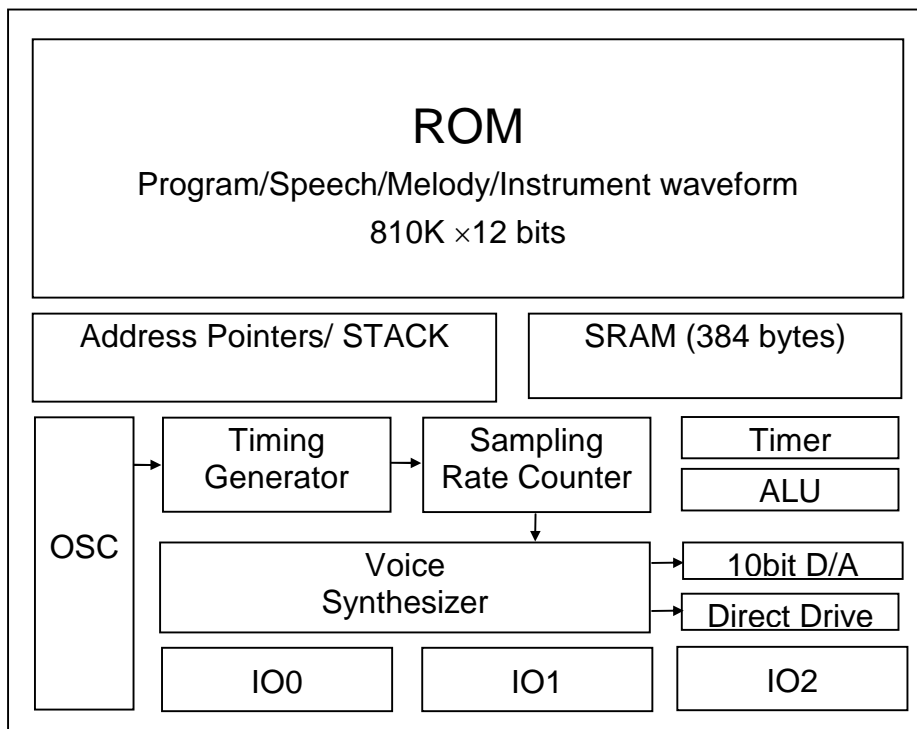 ROM
Program/Speech/Melody/Instrument waveform
810K ×12 bits
Address Pointers/ STACK
SRAM (384 bytes)
OSC
Timing
Generator
Sampling
Rate Counter
Timer
ALU
Voice
Synthesizer
10bit D/A
Direct Drive
IO0
IO1
IO2